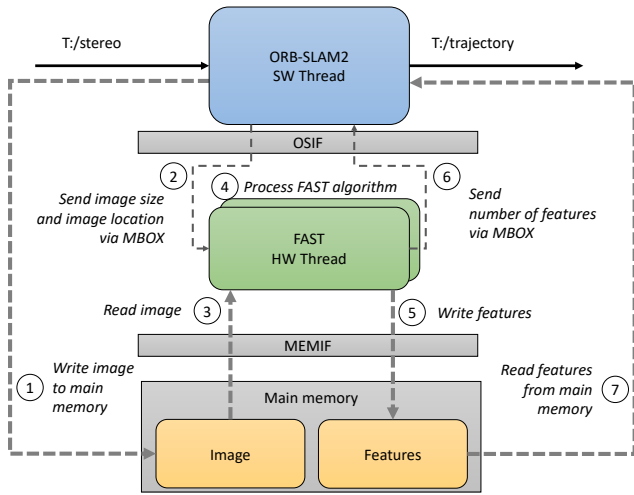 T:/stereo
ORB-SLAM2
SW Thread
T:/trajectory
OSIF
2
Send image size
and image location
via MBOX
4
Process FAST algorithm
6
Send
number of features
via MBOX
FAST
HW Thread
Read image
3
5
Write features
MEMIF
1
Write image
to main
memory
Read features
from main
memory
7
Main memory
Image
Features